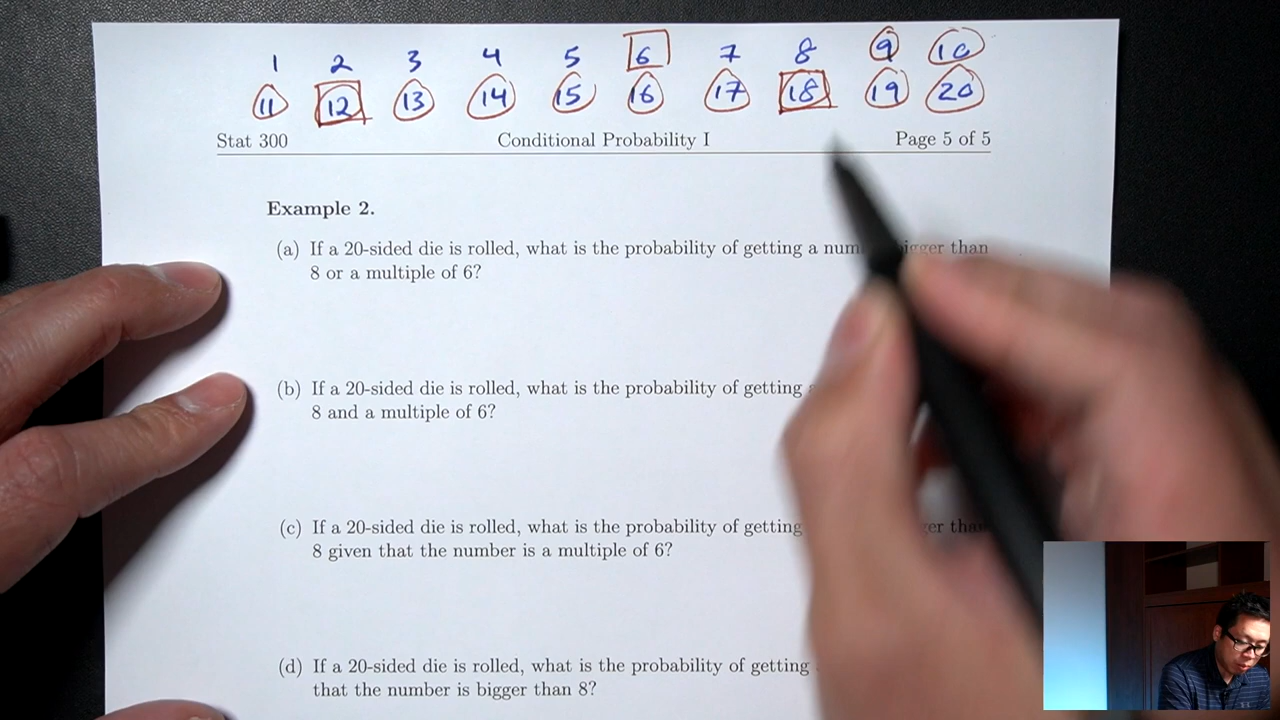 1 2 3 4 5 6 7 8 9 10
11 12 13 14 15 16 17 18 19 20
Stat 300 Conditional Probability I Page 5 of 5
Example 2.
(a) If a 20-sided die is rolled, what is the probability of getting a than
8 or a multiple of 6?
(b) If a 20-sided die is rolled, what is the probability of getting
8 and a multiple of 6?
(c) If a 20-sided die is rolled, what is the probability of getting
8 given that the number is a multiple of 6?
(d) If a 20-sided die is rolled, what is the probability of getting
that the number is bigger than 8?